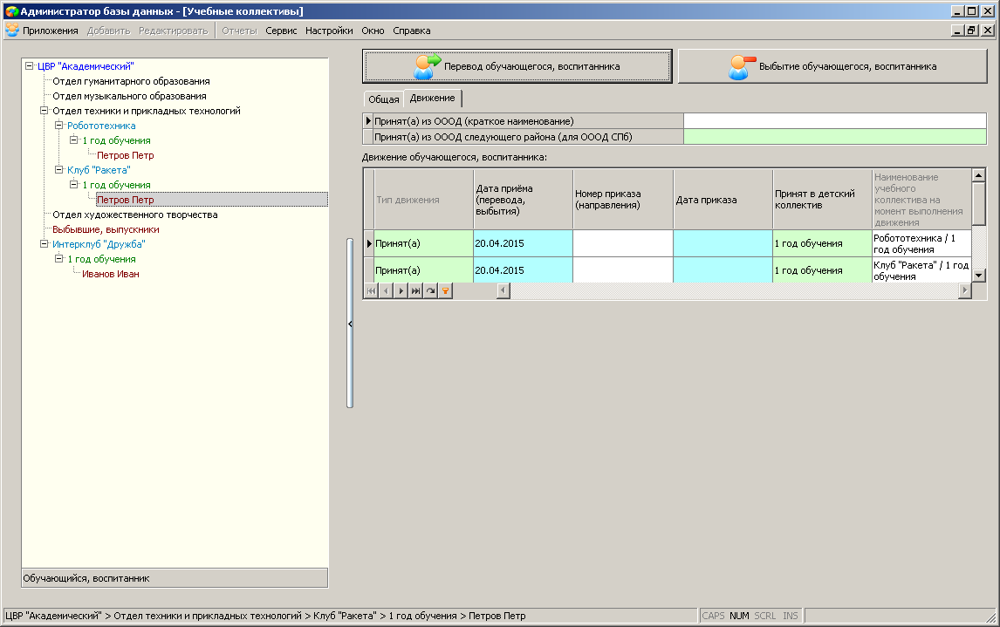 Администратор базы данных - [Учебные коллективы]
Приложения Добавить Редактировать Отчеты Сервис Настройки Окно Справка
ЦВР "Академический"
Отдел гуманитарного образования
Отдел музыкального образования
Отдел техники и прикладных технологий
Робототехника
1 год обучения
Петров Петр
Клуб "Ракета"
1 год обучения
Петров Петр
Отдел художественного творчества
Выбывшие, выпускники
Интерклуб "Дружба"
1 год обучения
Иванов Иван
Обучающийся, воспитанник
Перевод обучающегося, воспитанника
Выбытие обучающегося, воспитанника
Общая Движение
Принят(а) из ОООД (краткое наименование)
Принят(а) из ОООД следующего района (для ОООД СПб)
Движение обучающегося, воспитанника:
Тип движения
Дата приёма
(перевода,
выбытия)
Номер приказа
(направления)
Дата приказа
Принят в детский
коллектив
Наименование
учебного
коллектива на
момент выполнения
движения
Принят(а) 20.04.2015 1 год обучения Робототехника / 1
год обучения
Принят(а) 20.04.2015 1 год обучения Клуб "Ракета" / 1 год
обучения
ЦВР "Академический" > Отдел техники и прикладных технологий > Клуб "Ракета" > 1 год обучения > Петров Петр
CAPS NUM SCRL INS